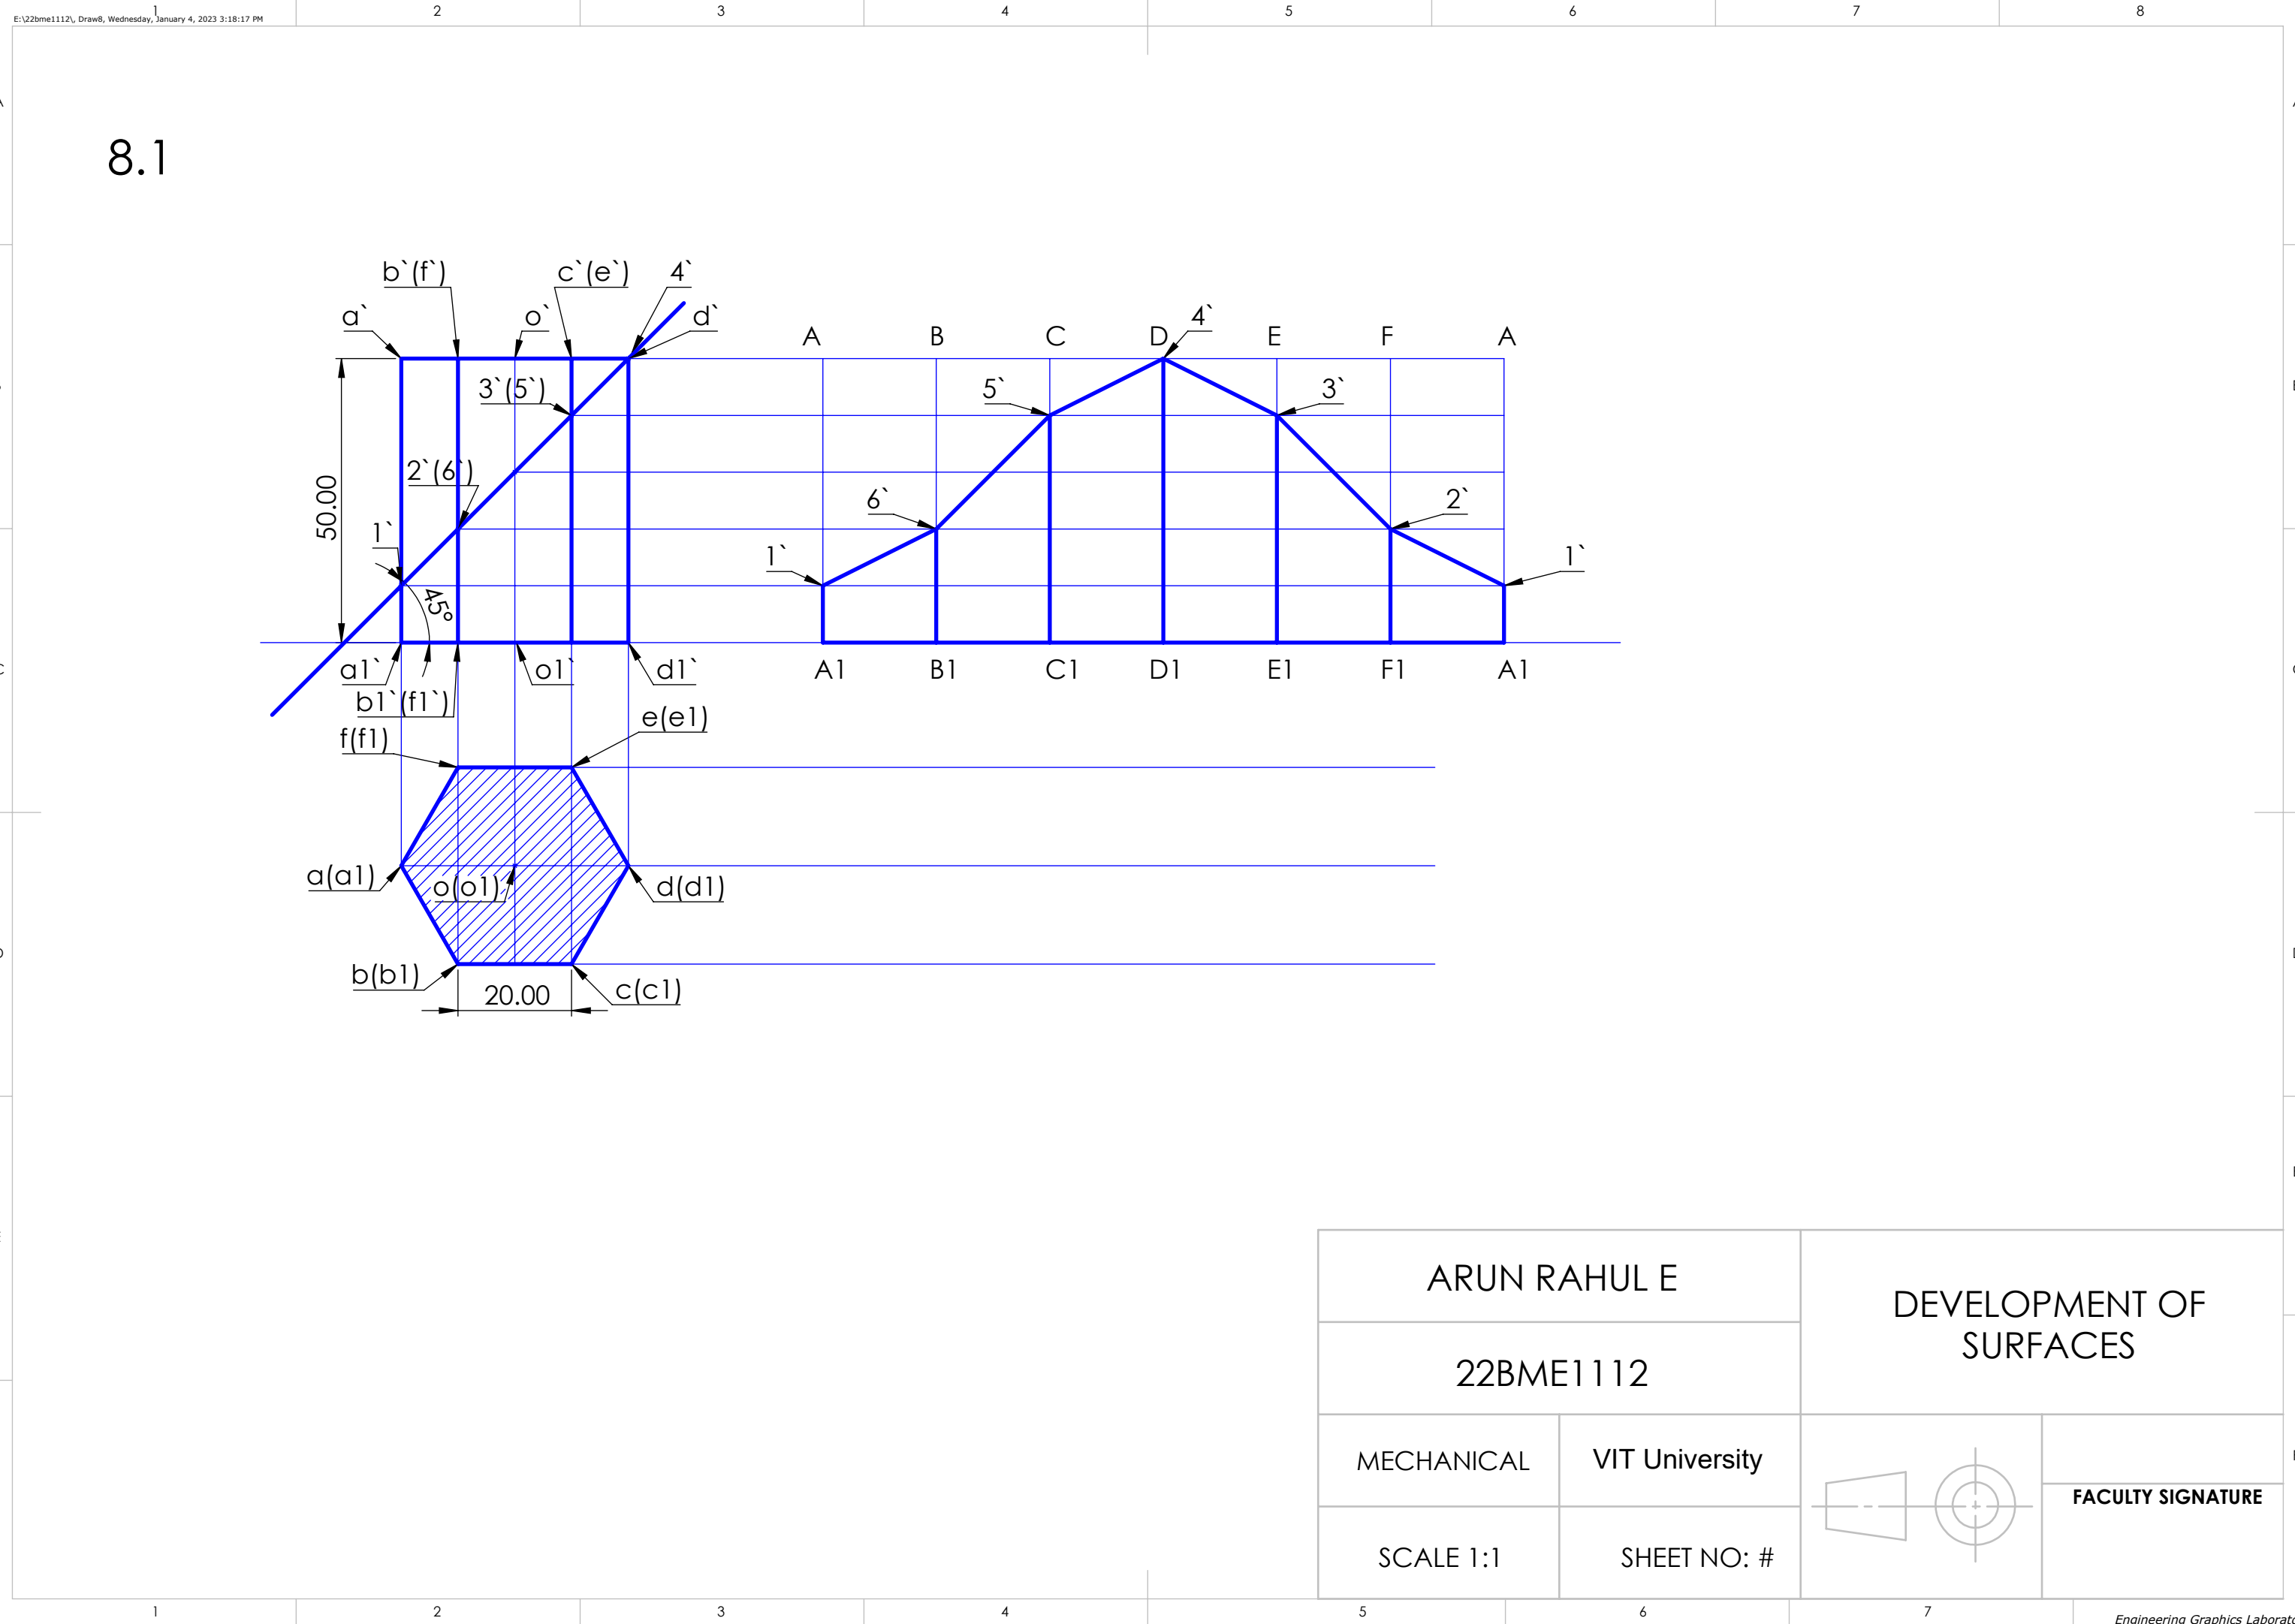 E:\22bme1112\, Draw8, Wednesday, January 4, 2023 3:18:17 PM
1 2 3 4 5 6 7 8
8.1
b`(f`) c`(e`) 4`
a` o` d` 4`
A B C D E F A
3`(5`) 5` 3`
2`(6`) 6` 2`
50.00
1` 1` 1`
45°
a1` o1` d1` A1 B1 C1 D1 E1 F1 A1
b1`(f1`)
e(e1)
f(f1)
a(a1) o(o1) d(d1)
b(b1) c(c1)
20.00
ARUN RAHUL E
DEVELOPMENT OF
SURFACES
22BME1112
MECHANICAL VIT University
FACULTY SIGNATURE
SCALE 1:1 SHEET NO: #
1 2 3 4 5 6 7
Engineering Graphics